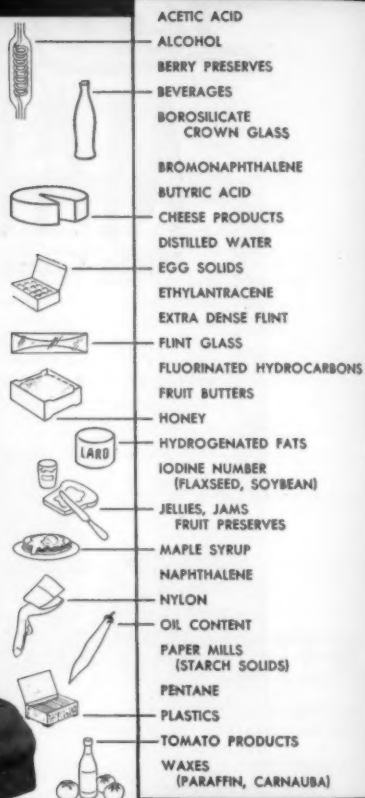 ACETIC ACID
ALCOHOL
BERRY PRESERVES
BEVERAGES
BOROSILICATE
CROWN GLASS
BROMONAPHTHALENE
BUTYRIC ACID
CHEESE PRODUCTS
DISTILLED WATER
EGG SOLIDS
ETHYLANTRACENE
EXTRA DENSE FLINT
FLINT GLASS
FLUORINATED HYDROCARBONS
FRUIT BUTTERS
HONEY
LARD
HYDROGENATED FATS
IODINE NUMBER
(FLAXSEED, SOYBEAN)
JELLIES, JAMS
FRUIT PRESERVES
MAPLE SYRUP
NAPHTHALENE
NYLON
OIL CONTENT
PAPER MILLS
(STARCH SOLIDS)
PENTANE
PLASTICS
TOMATO PRODUCTS
WAXES
(PARAFFIN, CARNAUBA)